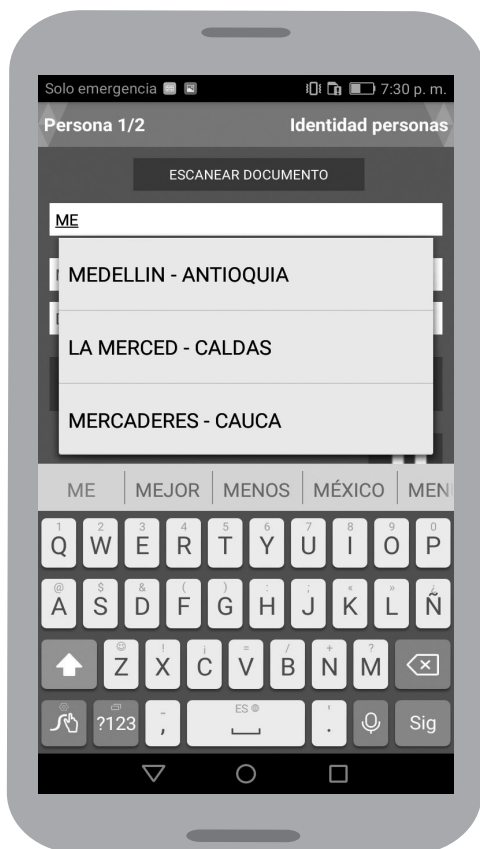 Solo emergencia 7:30 p. m.
Persona 1/2 Identidad personas
ESCANEAR DOCUMENTO
ME
MEDELLIN - ANTIOQUIA
LA MERCED - CALDAS
MERCADERES - CAUCA
ME MEJOR MENOS MÉXICO MEN
1 2 3 4 5 6 7 8 9 0
Q W E R T Y U I O P
@ $ & ( ) : ; « » ¿
A S D F G H J K L Ñ
! ¡ = / + ?
Z X C V B N M
?123 , ES . Sig